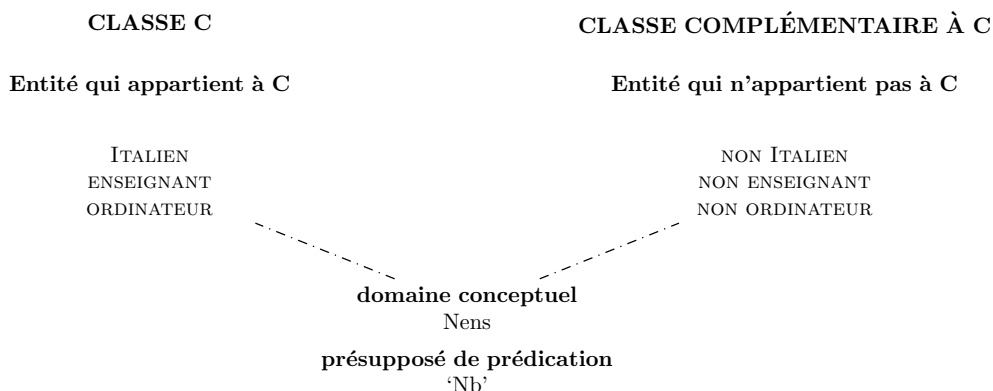 CLASSE C
CLASSE COMPLÉMENTAIRE À C
Entité qui appartient à C
Entité qui n'appartient pas à C
ITALIEN
NON ITALIEN
ENSEIGNANT
NON ENSEIGNANT
ORDINATEUR
NON ORDINATEUR
domaine conceptuel
Nens
présupposé de prédication
‘Nb’